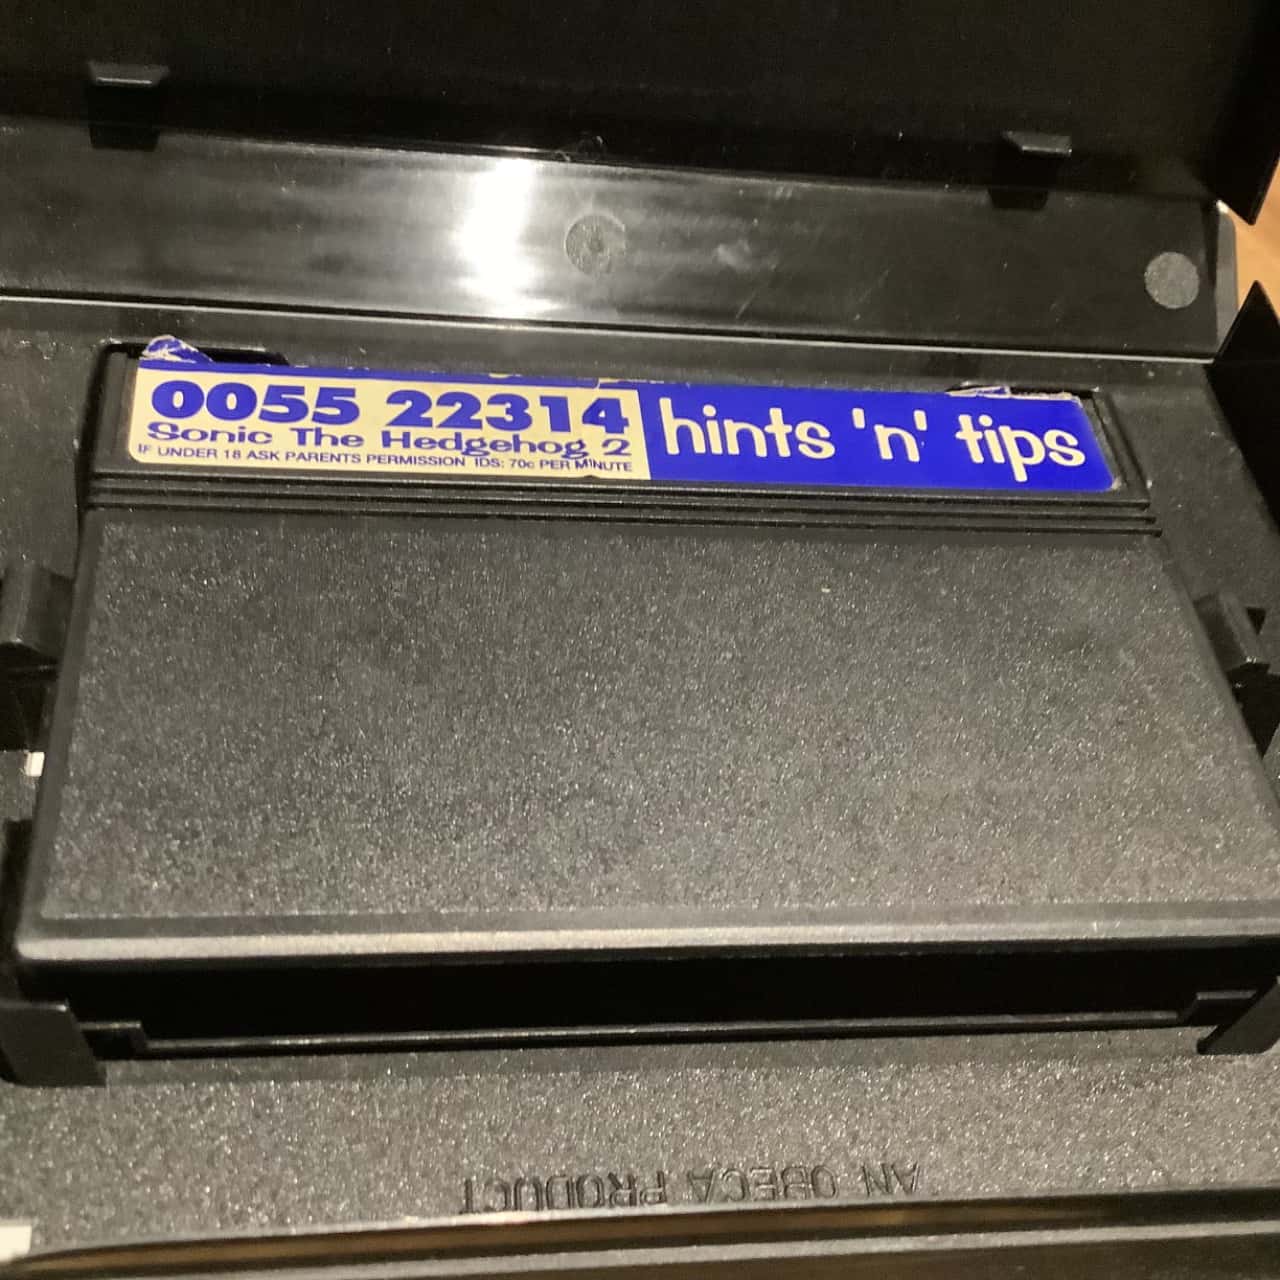 0055 22314
Sonic The Hedgehog 2
IF UNDER 18 ASK PARENTS PERMISSION IDS: 70c PER MINUTE
hints 'n' tips
AN OBECA PRODUCT